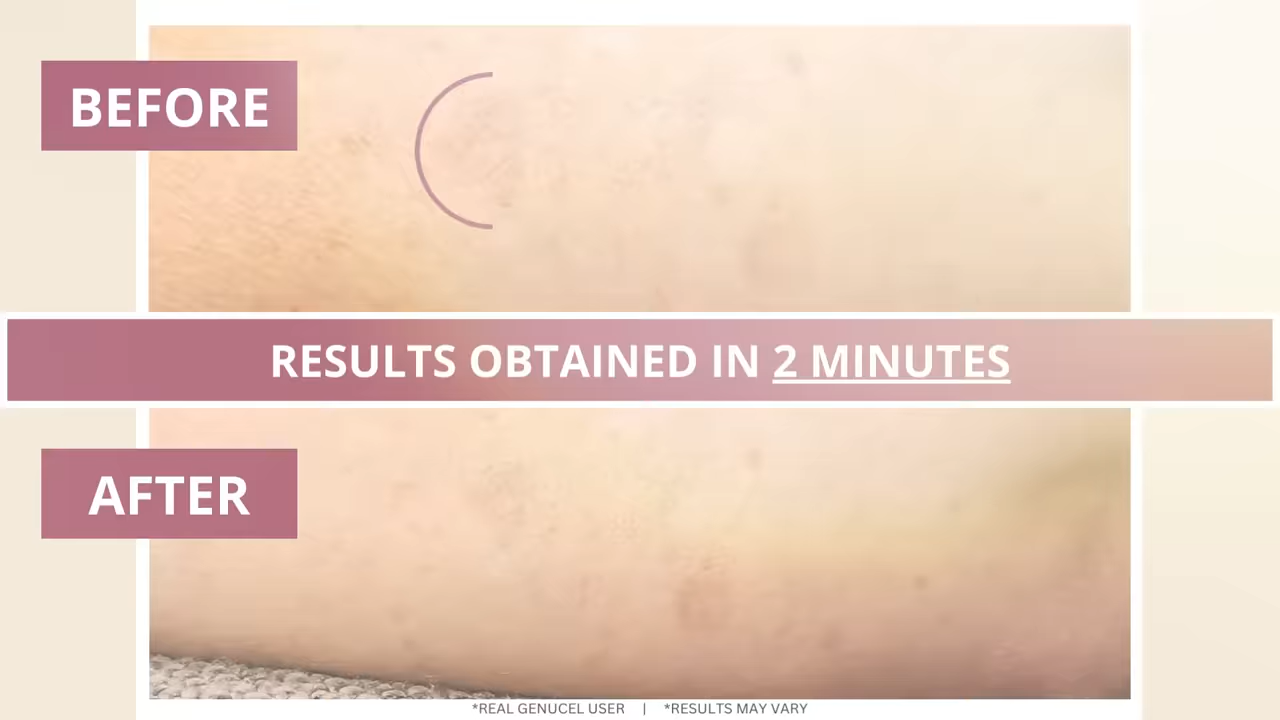 BEFORE
RESULTS OBTAINED IN 2 MINUTES
AFTER
*REAL GENUCEL USER | *RESULTS MAY VARY